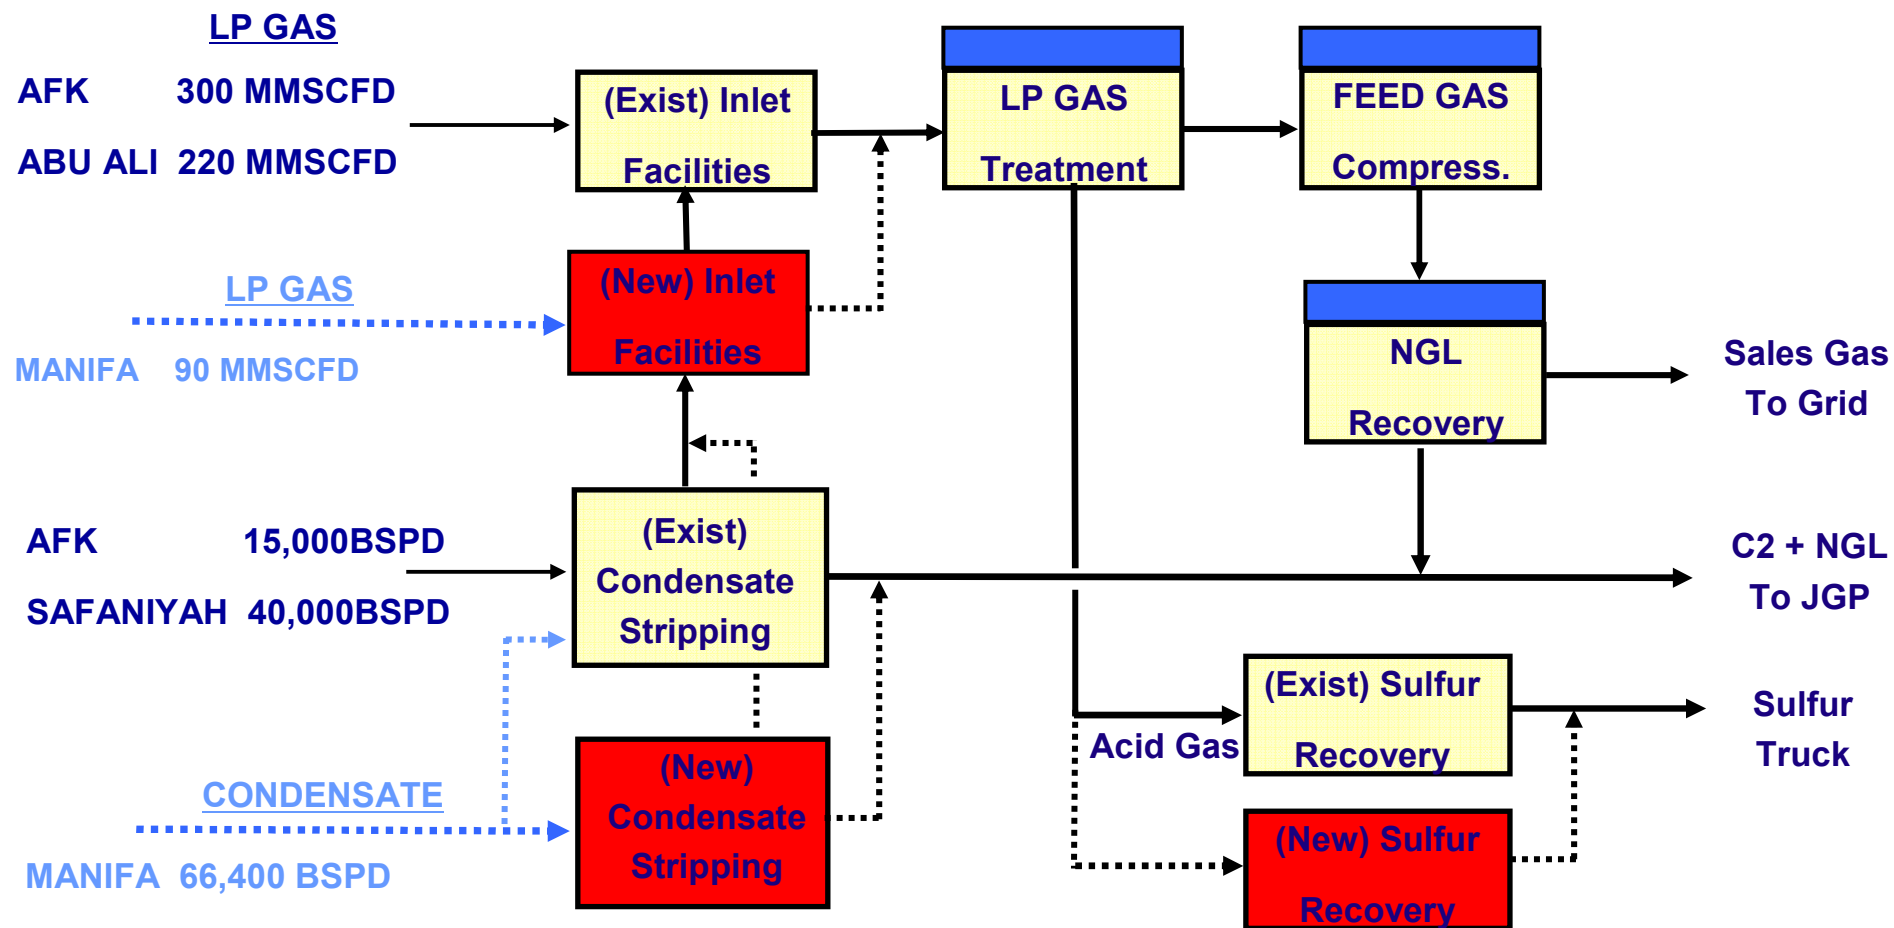 LP GAS
AFK 300 MMSCFD
ABU ALI 220 MMSCFD
(Exist) Inlet
Facilities
LP GAS
Treatment
FEED GAS
Compress.
LP GAS
MANIFA 90 MMSCFD
(New) Inlet
Facilities
NGL
Recovery
Sales Gas
To Grid
AFK 15,000BSPD
SAFANIYAH 40,000BSPD
(Exist)
Condensate
Stripping
C2 + NGL
To JGP
Acid Gas
(Exist) Sulfur
Recovery
Sulfur
Truck
CONDENSATE
MANIFA 66,400 BSPD
(New)
Condensate
Stripping
(New) Sulfur
Recovery